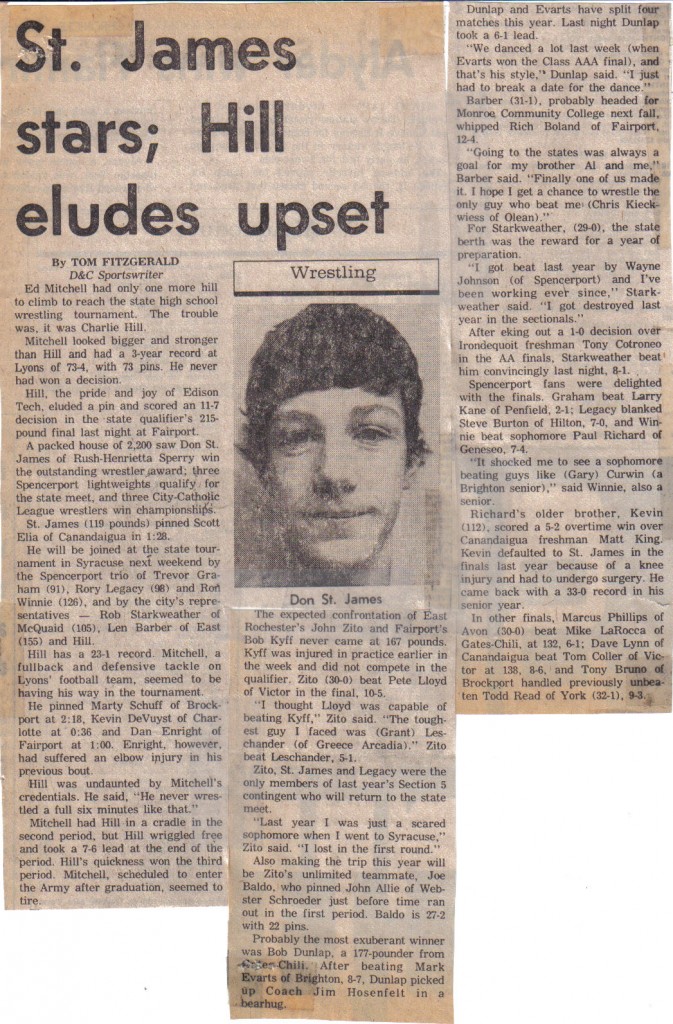 St. James
stars; Hill
eludes upset
By TOM FITZGERALD
D&C Sportswriter
Ed Mitchell had only one more hill
to climb to reach the state high school
wrestling tournament. The trouble
was, it was Charlie Hill.
Mitchell looked bigger and stronger
than Hill and had a 3-year record at
Lyons of 73-4, with 73 pins. He never
had won a decision.
Hill, the pride and joy of Edison
Tech, eluded a pin and scored an 11-7
decision in the state qualifier's 215-
pound final last night at Fairport.
A packed house of 2,200 saw Don St.
James of Rush-Henrietta Sperry win
the outstanding wrestler award; three
Spencerport lightweights qualify for
the state meet, and three City-Catholic
League wrestlers win championships.
St. James (119 pounds) pinned Scott
Elia of Canandaigua in 1:28.
He will be joined at the state tour-
nament in Syracuse next weekend by
the Spencerport trio of Trevor Gra-
ham (91), Rory Legacy (98) and Ron
Winnie (126), and by the city's repre-
sentatives — Rob Starkweather of
McQuaid (105), Len Barber of East
(155) and Hill.
Hill has a 23-1 record. Mitchell, a
fullback and defensive tackle on
Lyons' football team, seemed to be
having his way in the tournament.
He pinned Marty Schuff of Brock-
port at 2:18, Kevin DeVuyst of Char-
lotte at 0:36 and Dan Enright of
Fairport at 1:00. Enright, however,
had suffered an elbow injury in his
previous bout.
Hill was undaunted by Mitchell's
credentials. He said, "He never wres-
tled a full six minutes like that."
Mitchell had Hill in a cradle in the
second period, but Hill wriggled free
and took a 7-6 lead at the end of the
period. Hill's quickness won the third
period. Mitchell, scheduled to enter
the Army after graduation, seemed to
tire.
Wrestling
Don St. James
The expected confrontation of East
Rochester's John Zito and Fairport's
Bob Kyff never came at 167 pounds.
Kyff was injured in practice earlier in
the week and did not compete in the
qualifier. Zito (30-0) beat Pete Lloyd
of Victor in the final, 10-5.
"I thought Lloyd was capable of
beating Kyff," Zito said. "The tough-
est guy I faced was (Grant) Les-
chander (of Greece Arcadia)." Zito
beat Leschander, 5-1.
Zito, St. James and Legacy were the
only members of last year's Section 5
contingent who will return to the state
meet.
"Last year I was just a scared
sophomore when I went to Syracuse,"
Zito said. "I lost in the first round."
Also making the trip this year will
be Zito's unlimited teammate, Joe
Baldo, who pinned John Allie of Web-
ster Schroeder just before time ran
out in the first period. Baldo is 27-2
with 22 pins.
Probably the most exuberant winner
was Bob Dunlap, a 177-pounder from
Gates-Chili. After beating Mark
Evarts of Brighton, 8-7, Dunlap picked
up Coach Jim Hosenfelt in a
bearhug.
Dunlap and Evarts have split four
matches this year. Last night Dunlap
took a 6-1 lead.
"We danced a lot last week (when
Evarts won the Class AAA final), and
that's his style," Dunlap said. "I just
had to break a date for the dance."
Barber (31-1), probably headed for
Monroe Community College next fall,
whipped Rich Boland of Fairport,
12-4.
"Going to the states was always a
goal for my brother Al and me,"
Barber said. "Finally one of us made
it. I hope I get a chance to wrestle the
only guy who beat me (Chris Kieck-
wiess of Olean)."
For Starkweather, (29-0), the state
berth was the reward for a year of
preparation.
"I got beat last year by Wayne
Johnson (of Spencerport) and I've
been working ever since," Stark-
weather said. "I got destroyed last
year in the sectionals."
After eking out a 1-0 decision over
Irondequoit freshman Tony Cotroneo
in the AA finals, Starkweather beat
him convincingly last night, 8-1.
Spencerport fans were delighted
with the finals. Graham beat Larry
Kane of Penfield, 2-1; Legacy blanked
Steve Burton of Hilton, 7-0, and Win-
nie beat sophomore Paul Richard of
Geneseo, 7-4.
"It shocked me to see a sophomore
beating guys like (Gary) Curwin (a
Brighton senior)," said Winnie, also a
senior.
Richard's older brother, Kevin
(112), scored a 5-2 overtime win over
Canandaigua freshman Matt King.
Kevin defaulted to St. James in the
finals last year because of a knee
injury and had to undergo surgery. He
came back with a 33-0 record in his
senior year.
In other finals, Marcus Phillips of
Avon (30-0) beat Mike LaRocca of
Gates-Chili, at 132, 6-1; Dave Lynn of
Canandaigua beat Tom Coller of Vic-
tor at 138, 8-6, and Tony Bruno of
Brockport handled previously unbea-
ten Todd Read of York (32-1), 9-3.